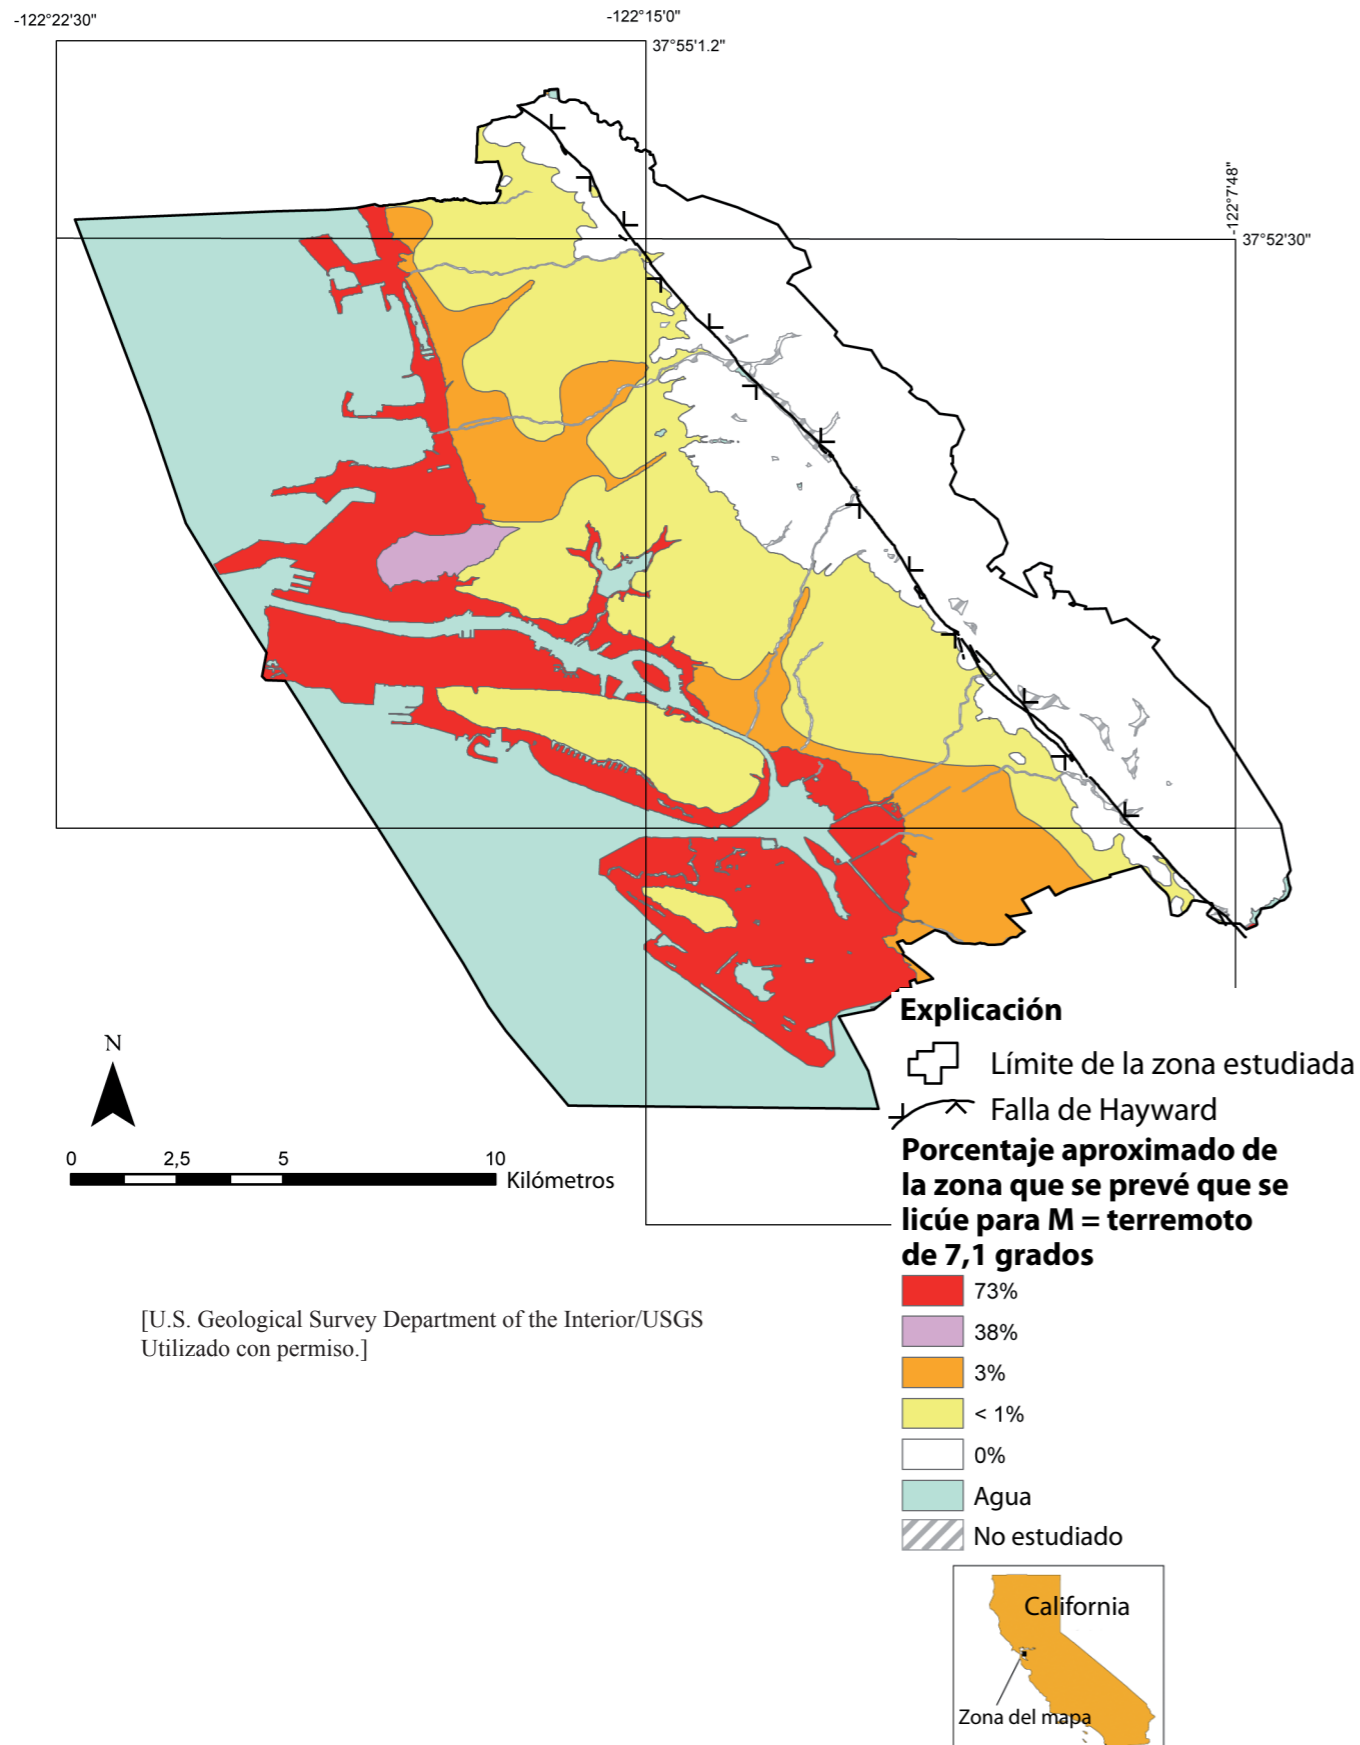 -122°22'30"
-122°15'0"
37°55'1.2"
-122°7'48"
37°52'30"
N
0 2,5 5 10
Kilómetros
Explicación
Límite de la zona estudiada
Falla de Hayward
Porcentaje aproximado de
la zona que se prevé que se
licúe para M = terremoto
de 7,1 grados
73%
38%
3%
< 1%
0%
Agua
No estudiado
[U.S. Geological Survey Department of the Interior/USGS
Utilizado con permiso.]
California
Zona del mapa